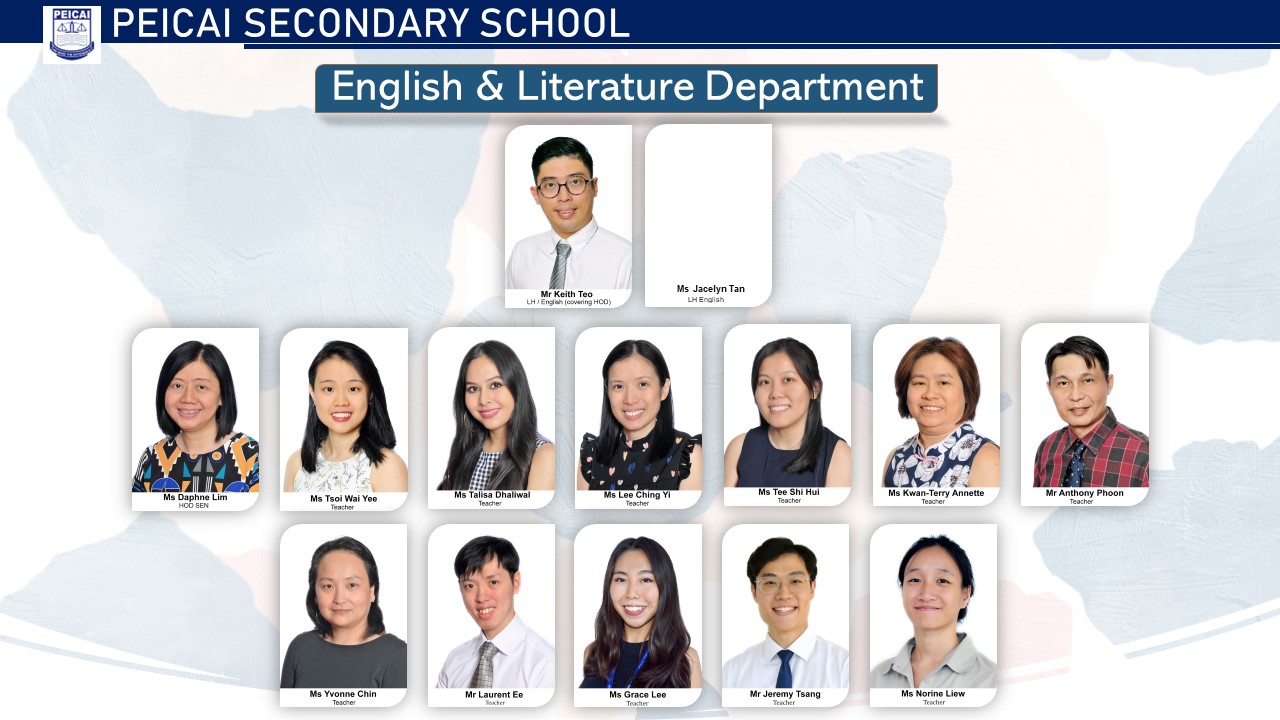 PEICAI
PEICAI SECONDARY SCHOOL
English & Literature Department
Mr Keith Teo
LH / English (covering HOD)
Ms Jacelyn Tan
LH English
Ms Daphne Lim
HOD SEN
Ms Tsoi Wai Yee
Teacher
Ms Talisa Dhaliwal
Teacher
Ms Lee Ching Yi
Teacher
Ms Tee Shi Hui
Teacher
Ms Kwan-Terry Annette
Teacher
Mr Anthony Phoon
Teacher
Ms Yvonne Chin
Teacher
Mr Laurent Ee
Teacher
Ms Grace Lee
Teacher
Mr Jeremy Tsang
Teacher
Ms Norine Liew
Teacher